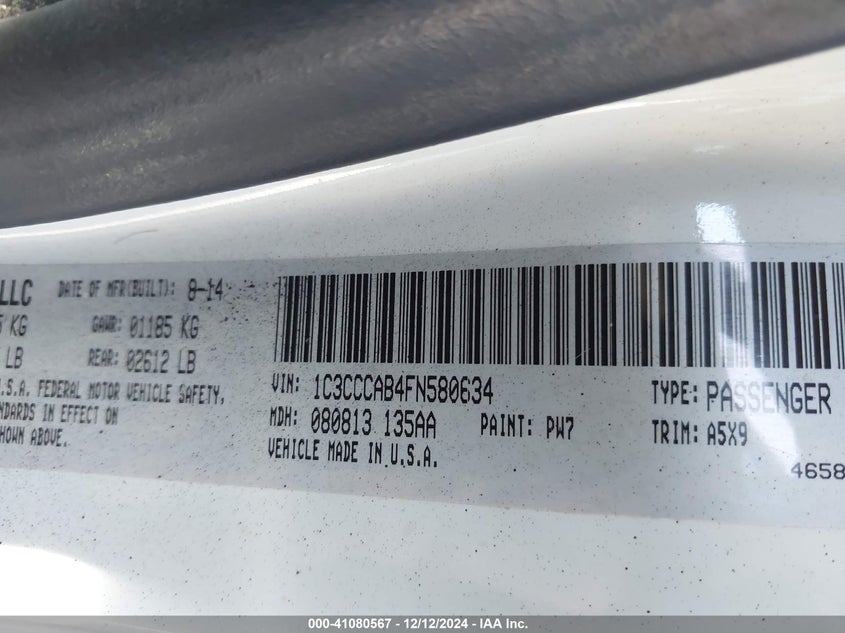 LLC DATE OF MFR(BUILT): 8-14
KG GAWR: 01185 KG
LB REAR: 02612 LB
U.S.A. FEDERAL MOTOR VEHICLE SAFETY,
IN EFFECT ON
SHOWN ABOVE.
VIN: 1C3CCCAB4FN580634
TYPE: PASSENGER
MDH: 080813 135AA PAINT: PW7
TRIM: A5X9
VEHICLE MADE IN U.S.A.
4658
000-41080567 - 12/12/2024 - IAA Inc.